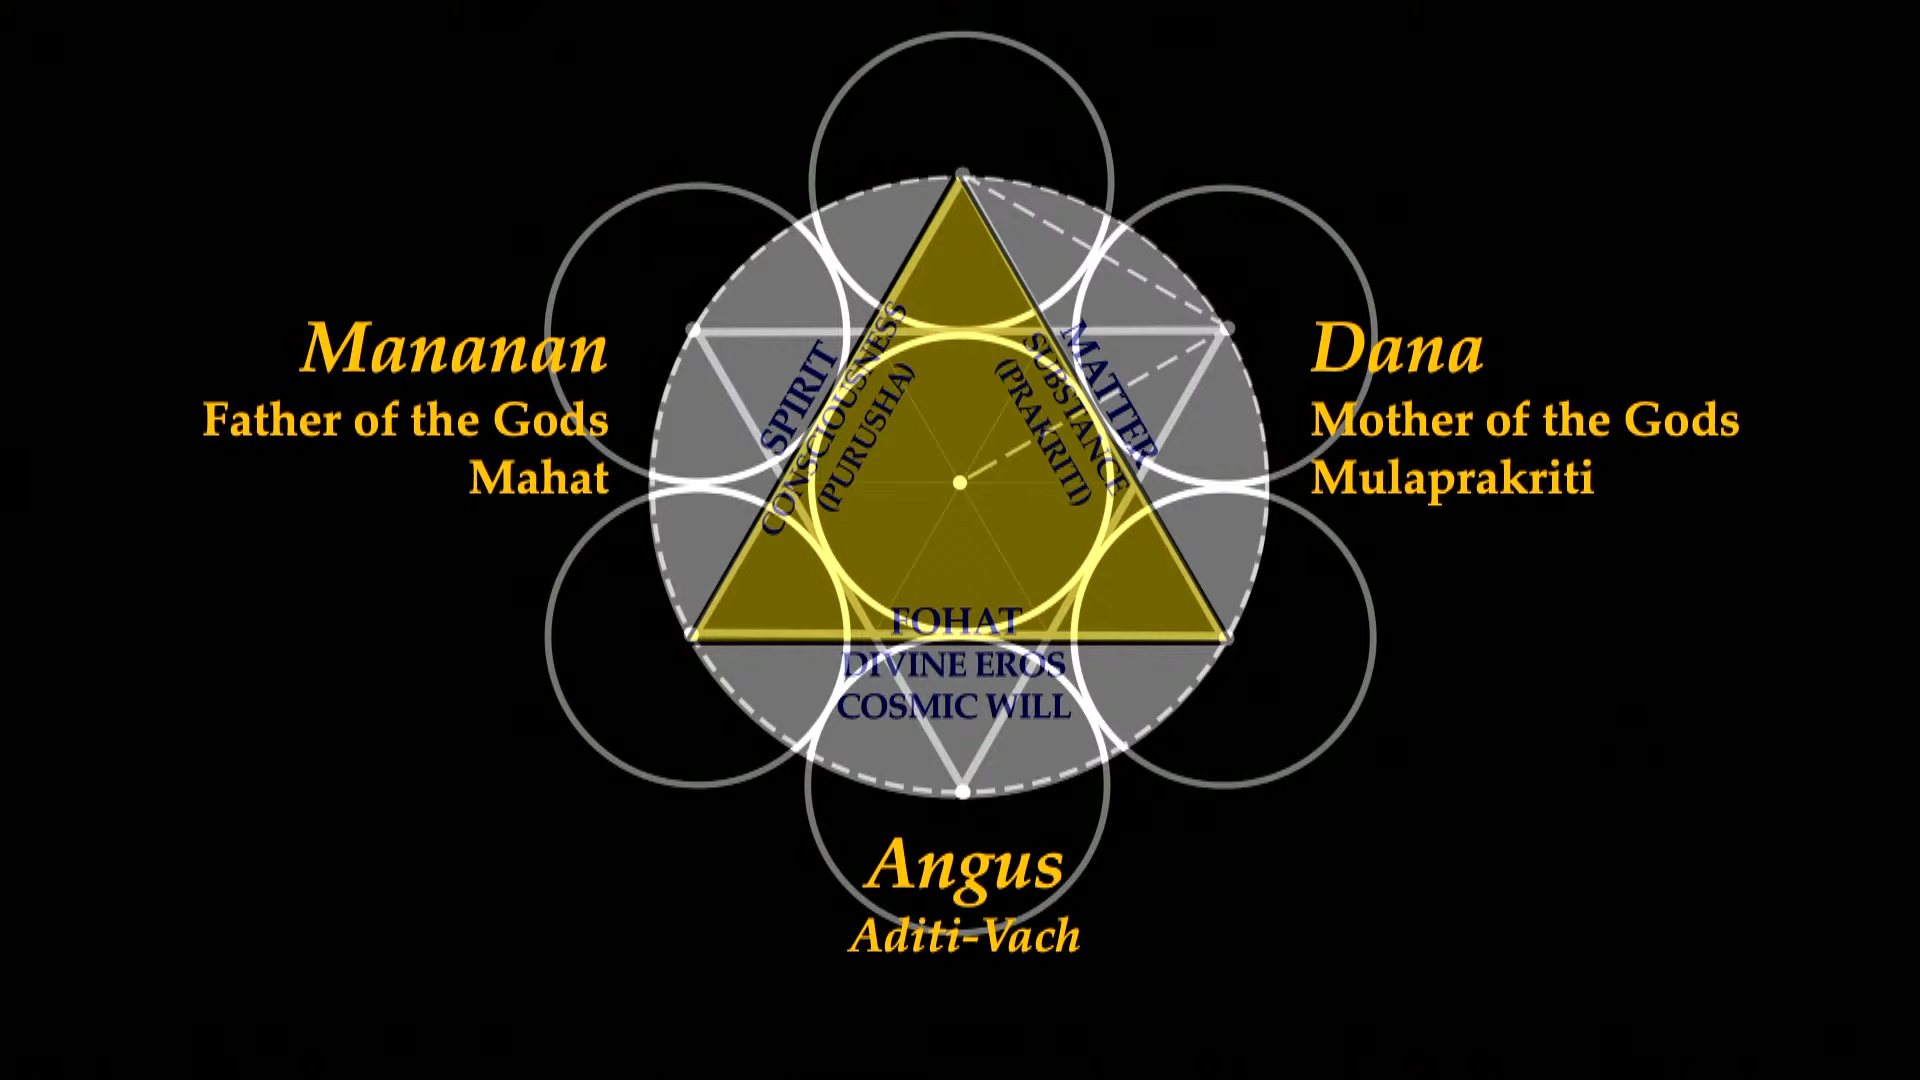 Mananan
Father of the Gods
Mahat
Dana
Mother of the Gods
Mulaprakriti
SPIRIT
CONSCIOUSNESS
(PURUSHA)
MATTER
SUBSTANCE
(PRAKRITI)
FOHAT
DIVINE EROS
COSMIC WILL
Angus
Aditi-Vach